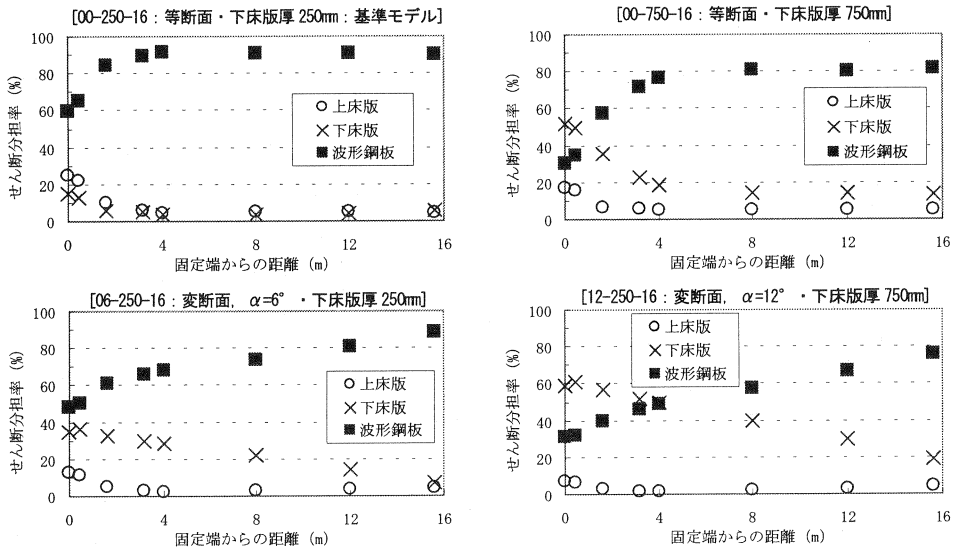 [00-250-16：等断面・下床版厚 250mm：基準モデル]
せん断分担率 (%)
100
80
60
40
20
0
上床版
下床版
波形鋼板
0 4 8 12 16
固定端からの距離 (m)
[00-750-16：等断面・下床版厚 750mm]
せん断分担率 (%)
100
80
60
40
20
0
上床版
下床版
波形鋼板
0 4 8 12 16
固定端からの距離 (m)
[06-250-16：変断面, α=6°・下床版厚 250mm]
せん断分担率 (%)
100
80
60
40
20
0
上床版
下床版
波形鋼板
0 4 8 12 16
固定端からの距離 (m)
[12-250-16：変断面, α=12°・下床版厚 750mm]
せん断分担率 (%)
100
80
60
40
20
0
上床版
下床版
波形鋼板
0 4 8 12 16
固定端からの距離 (m)